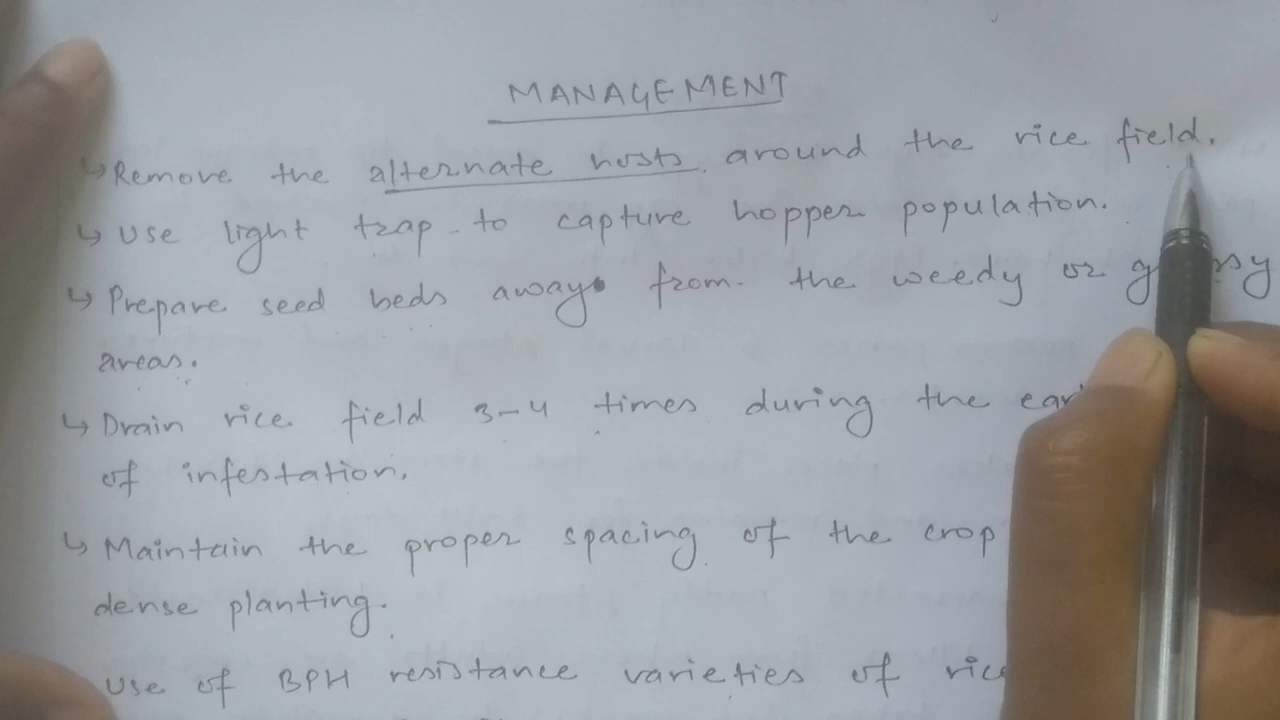 MANAGEMENT
↳ Remove the alternate hosts around the rice field.
↳ Use light trap to capture hopper population.
↳ Prepare seed beds away from the weedy or
areas.
↳ Drain rice field 3-4 times during the
of infestation.
↳ Maintain the proper spacing of the crop
dense planting.
Use of BPH resistance varieties of